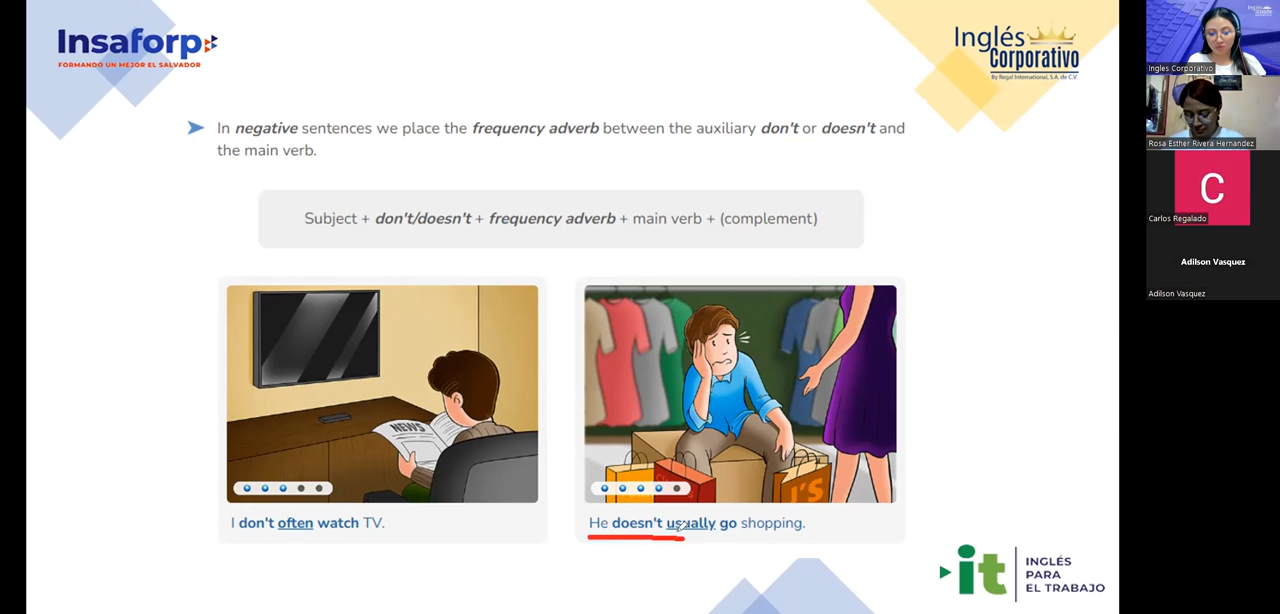 Insaforp
FORMANDO UN MEJOR EL SALVADOR
Inglés
Corporativo
By Regal International, S.A. de C.V.
In negative sentences we place the frequency adverb between the auxiliary don't or doesn't and
the main verb.
Subject + don't/doesn't + frequency adverb + main verb + (complement)
NEWS
J'S
I don't often watch TV.
He doesn't usually go shopping.
it
INGLÉS
PARA
EL TRABAJO
Ingles Corporativo
Rosa Esther Rivera Hernandez
C
Carlos Regalado
Adilson Vasquez
Adilson Vasquez